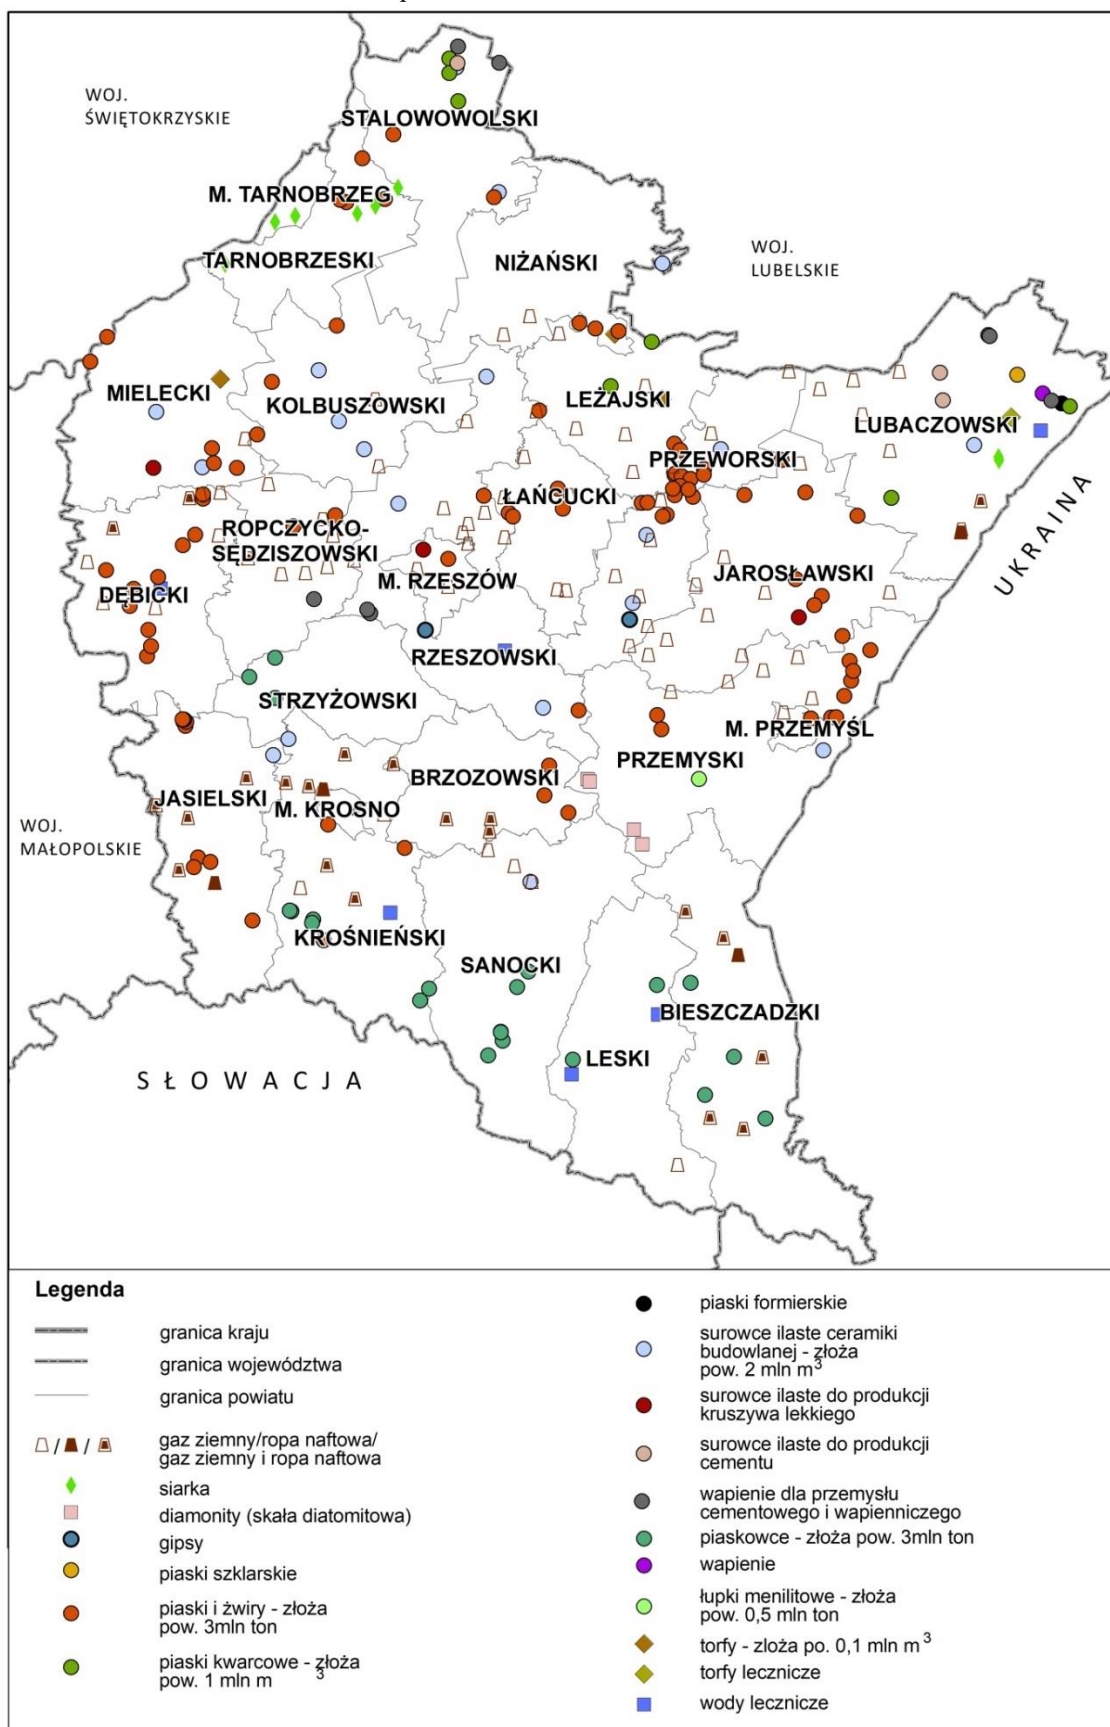 WOJ.
ŚWIĘTOKRZYSKIE
STALOWOWOLSKI
M. TARNOBRZEG
TARNOBRZESKI
NIŻAŃSKI
WOJ.
LUBELSKIE
MIELECKI
KOLBUSZOWSKI
LEŻAJSKI
LUBACZOWSKI
PRZEWORSKI
ŁAŃCUCKI
ROPCZYCKO-
SĘDZISZOWSKI
M. RZESZÓW
JAROSŁAWSKI
UKRAINA
DĘBICKI
RZESZOWSKI
STRZYŻOWSKI
M. PRZEMYŚL
PRZEMYSKI
BRZOZOWSKI
JASIELSKI
M. KROSNO
WOJ.
MAŁOPOLSKIE
KROŚNIEŃSKI
SANOCKI
BIESZCZADZKI
LESKI
SŁOWACJA
Legenda
granica kraju
granica województwa
granica powiatu
/ /
gaz ziemny/ropa naftowa/
gaz ziemny i ropa naftowa
siarka
diamonity (skała diatomitowa)
gipsy
piaski szklarskie
piaski i żwiry - złoża
pow. 3mln ton
piaski kwarcowe - złoża
pow. 1 mln m 3
piaski formierskie
surowce ilaste ceramiki
budowlanej - złoża
pow. 2 mln m3
surowce ilaste do produkcji
kruszywa lekkiego
surowce ilaste do produkcji
cementu
wapienie dla przemysłu
cementowego i wapienniczego
piaskowce - złoża pow. 3mln ton
wapienie
łupki menilitowe - złoża
pow. 0,5 mln ton
torfy - zloża po. 0,1 mln m 3
torfy lecznicze
wody lecznicze